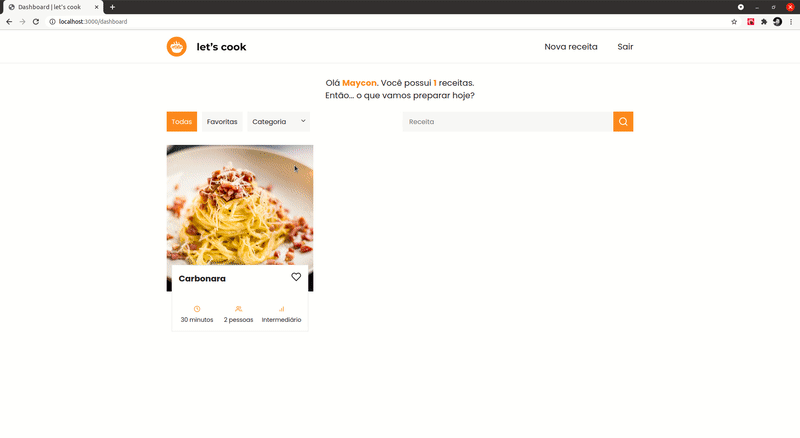 Dashboard | let's cook
localhost:3000/dashboard
let's cook
Nova receita
Sair
Olá Maycon. Você possui 1 receitas.
Então... o que vamos preparar hoje?
Todas
Favoritas
Categoria
Receita
Carbonara
30 minutos
2 pessoas
intermediário